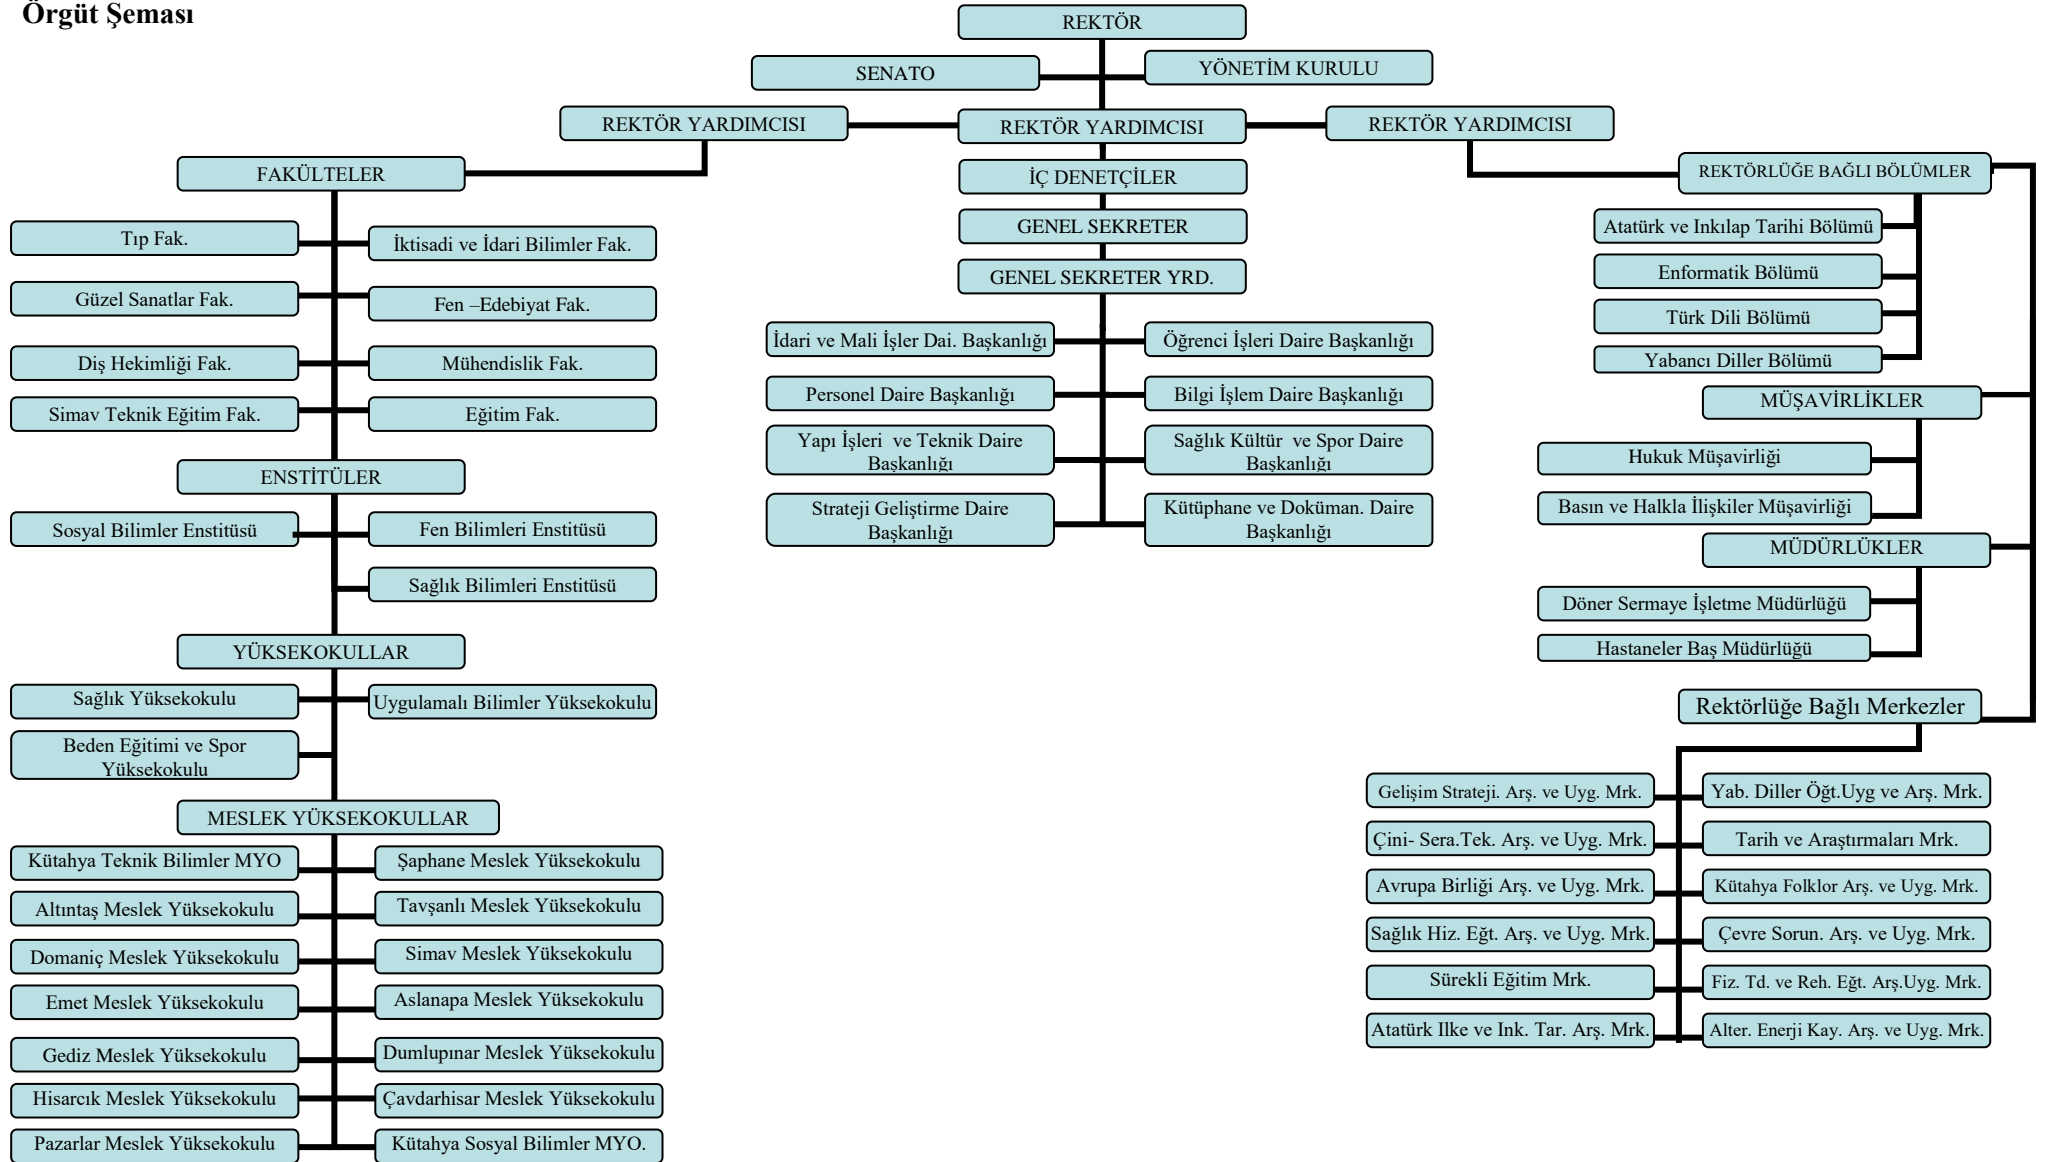 Örgüt Şeması
REKTÖR
SENATO
YÖNETİM KURULU
REKTÖR YARDIMCISI
REKTÖR YARDIMCISI
REKTÖR YARDIMCISI
FAKÜLTELER
Tıp Fak.
İktisadi ve İdari Bilimler Fak.
Güzel Sanatlar Fak.
Fen –Edebiyat Fak.
Diş Hekimliği Fak.
Mühendislik Fak.
Simav Teknik Eğitim Fak.
Eğitim Fak.
ENSTİTÜLER
Sosyal Bilimler Enstitüsü
Fen Bilimleri Enstitüsü
Sağlık Bilimleri Enstitüsü
YÜKSEKOKULLAR
Sağlık Yüksekokulu
Uygulamalı Bilimler Yüksekokulu
Beden Eğitimi ve Spor
Yüksekokulu
MESLEK YÜKSEKOKULLAR
Kütahya Teknik Bilimler MYO
Şaphane Meslek Yüksekokulu
Altıntaş Meslek Yüksekokulu
Tavşanlı Meslek Yüksekokulu
Domaniç Meslek Yüksekokulu
Simav Meslek Yüksekokulu
Emet Meslek Yüksekokulu
Aslanapa Meslek Yüksekokulu
Gediz Meslek Yüksekokulu
Dumlupınar Meslek Yüksekokulu
Hisarcık Meslek Yüksekokulu
Çavdarhisar Meslek Yüksekokulu
Pazarlar Meslek Yüksekokulu
Kütahya Sosyal Bilimler MYO.
İÇ DENETÇİLER
GENEL SEKRETER
GENEL SEKRETER YRD.
İdari ve Mali İşler Dai. Başkanlığı
Öğrenci İşleri Daire Başkanlığı
Personel Daire Başkanlığı
Bilgi İşlem Daire Başkanlığı
Yapı İşleri ve Teknik Daire
Başkanlığı
Sağlık Kültür ve Spor Daire
Başkanlığı
Strateji Geliştirme Daire
Başkanlığı
Kütüphane ve Doküman. Daire
Başkanlığı
REKTÖRLÜĞE BAĞLI BÖLÜMLER
Atatürk ve Inkılap Tarihi Bölümü
Enformatik Bölümü
Türk Dili Bölümü
Yabancı Diller Bölümü
MÜŞAVİRLİKLER
Hukuk Müşavirliği
Basın ve Halkla İlişkiler Müşavirliği
MÜDÜRLÜKLER
Döner Sermaye İşletme Müdürlüğü
Hastaneler Baş Müdürlüğü
Rektörlüğe Bağlı Merkezler
Gelişim Strateji. Arş. ve Uyg. Mrk.
Yab. Diller Öğt.Uyg ve Arş. Mrk.
Çini- Sera.Tek. Arş. ve Uyg. Mrk.
Tarih ve Araştırmaları Mrk.
Avrupa Birliği Arş. ve Uyg. Mrk.
Kütahya Folklor Arş. ve Uyg. Mrk.
Sağlık Hiz. Eğt. Arş. ve Uyg. Mrk.
Çevre Sorun. Arş. ve Uyg. Mrk.
Sürekli Eğitim Mrk.
Fiz. Td. ve Reh. Eğt. Arş.Uyg. Mrk.
Atatürk Ilke ve Ink. Tar. Arş. Mrk.
Alter. Enerji Kay. Arş. ve Uyg. Mrk.